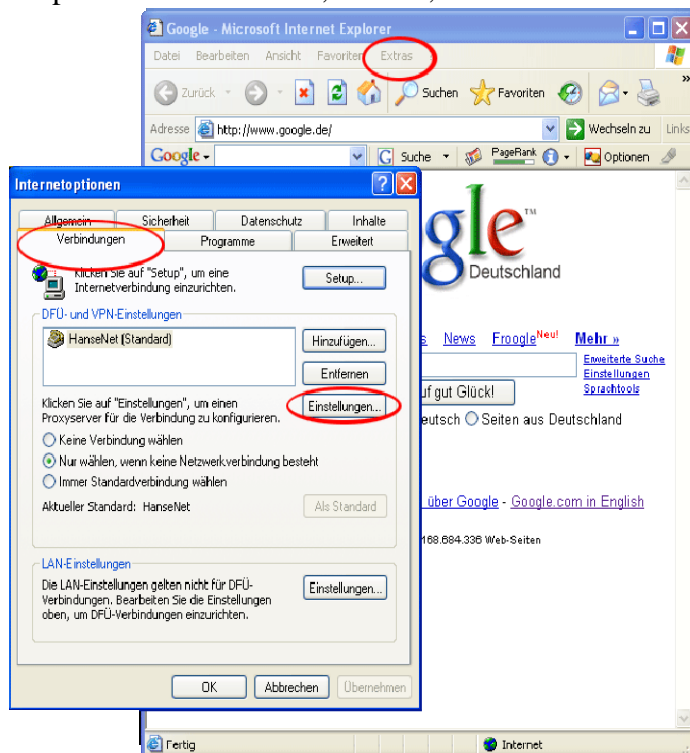 Google - Microsoft Internet Explorer
Datei Bearbeiten Ansicht Favoriten Extras
Zurück Suchen Favoriten »
Adresse http://www.google.de/ Wechseln zu Links
Google Suche PageRank Optionen
Internetoptionen
Allgemein Sicherheit Datenschutz Inhalte
Verbindungen Programme Erweitert
Klicken Sie auf "Setup", um eine
Internetverbindung einzurichten.
Setup...
DFÜ- und VPN-Einstellungen
HanseNet (Standard)
Hinzufügen...
Entfernen
Klicken Sie auf "Einstellungen", um einen
Proxyserver für die Verbindung zu konfigurieren.
Einstellungen...
Keine Verbindung wählen
Nur wählen, wenn keine Netzwerkverbindung besteht
Immer Standardverbindung wählen
Aktueller Standard: HanseNet
Als Standard
LAN-Einstellungen
Die LAN-Einstellungen gelten nicht für DFÜ-
Verbindungen. Bearbeiten Sie die Einstellungen
oben, um DFÜ-Verbindungen einzurichten.
Einstellungen...
OK Abbrechen Übernehmen
gle™
Deutschland
s News Froogle Neu! Mehr »
Erweiterte Suche
Einstellungen
Sprachtools
uf gut Glück!
eutsch Seiten aus Deutschland
über Google - Google.com in English
168.684.336 Web-Seiten
Fertig Internet